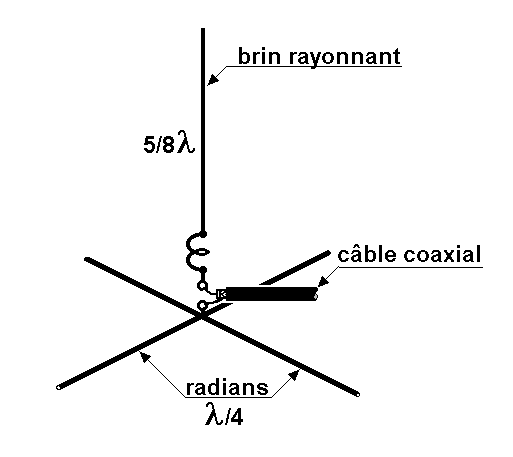 brin rayonnant
5/8λ
câble coaxial
radians
λ/4